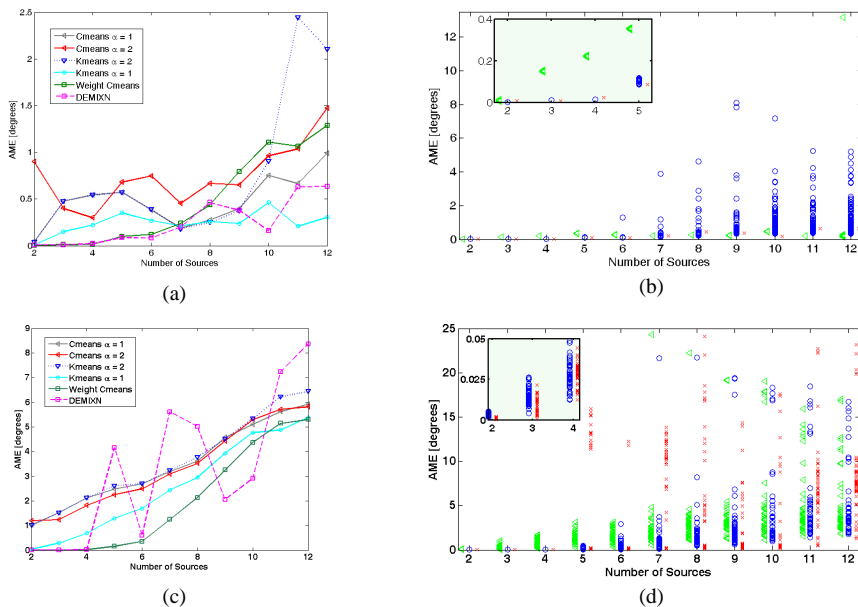 2.5
2
1.5
1
0.5
0
AME [degrees]
Cmeans α = 1
Cmeans α = 2
Kmeans α = 2
Kmeans α = 1
Weight Cmeans
DEMIXN
2 4 6 8 10 12
Number of Sources
(a)
12
10
8
6
4
2
0
AME [degrees]
0.4
0.2
0
2 3 4 5
2 3 4 5 6 7 8 9 10 11 12
Number of Sources
(b)
9
8
7
6
5
4
3
2
1
0
AME [degrees]
Cmeans α = 1
Cmeans α = 2
Kmeans α = 2
Kmeans α = 1
Weight Cmeans
DEMIXN
2 4 6 8 10 12
Number of Sources
(c)
25
20
15
10
5
0
AME [degrees]
0.05
0.025
0
2 3 4
2 3 4 5 6 7 8 9 10 11 12
Number of Sources
(d)